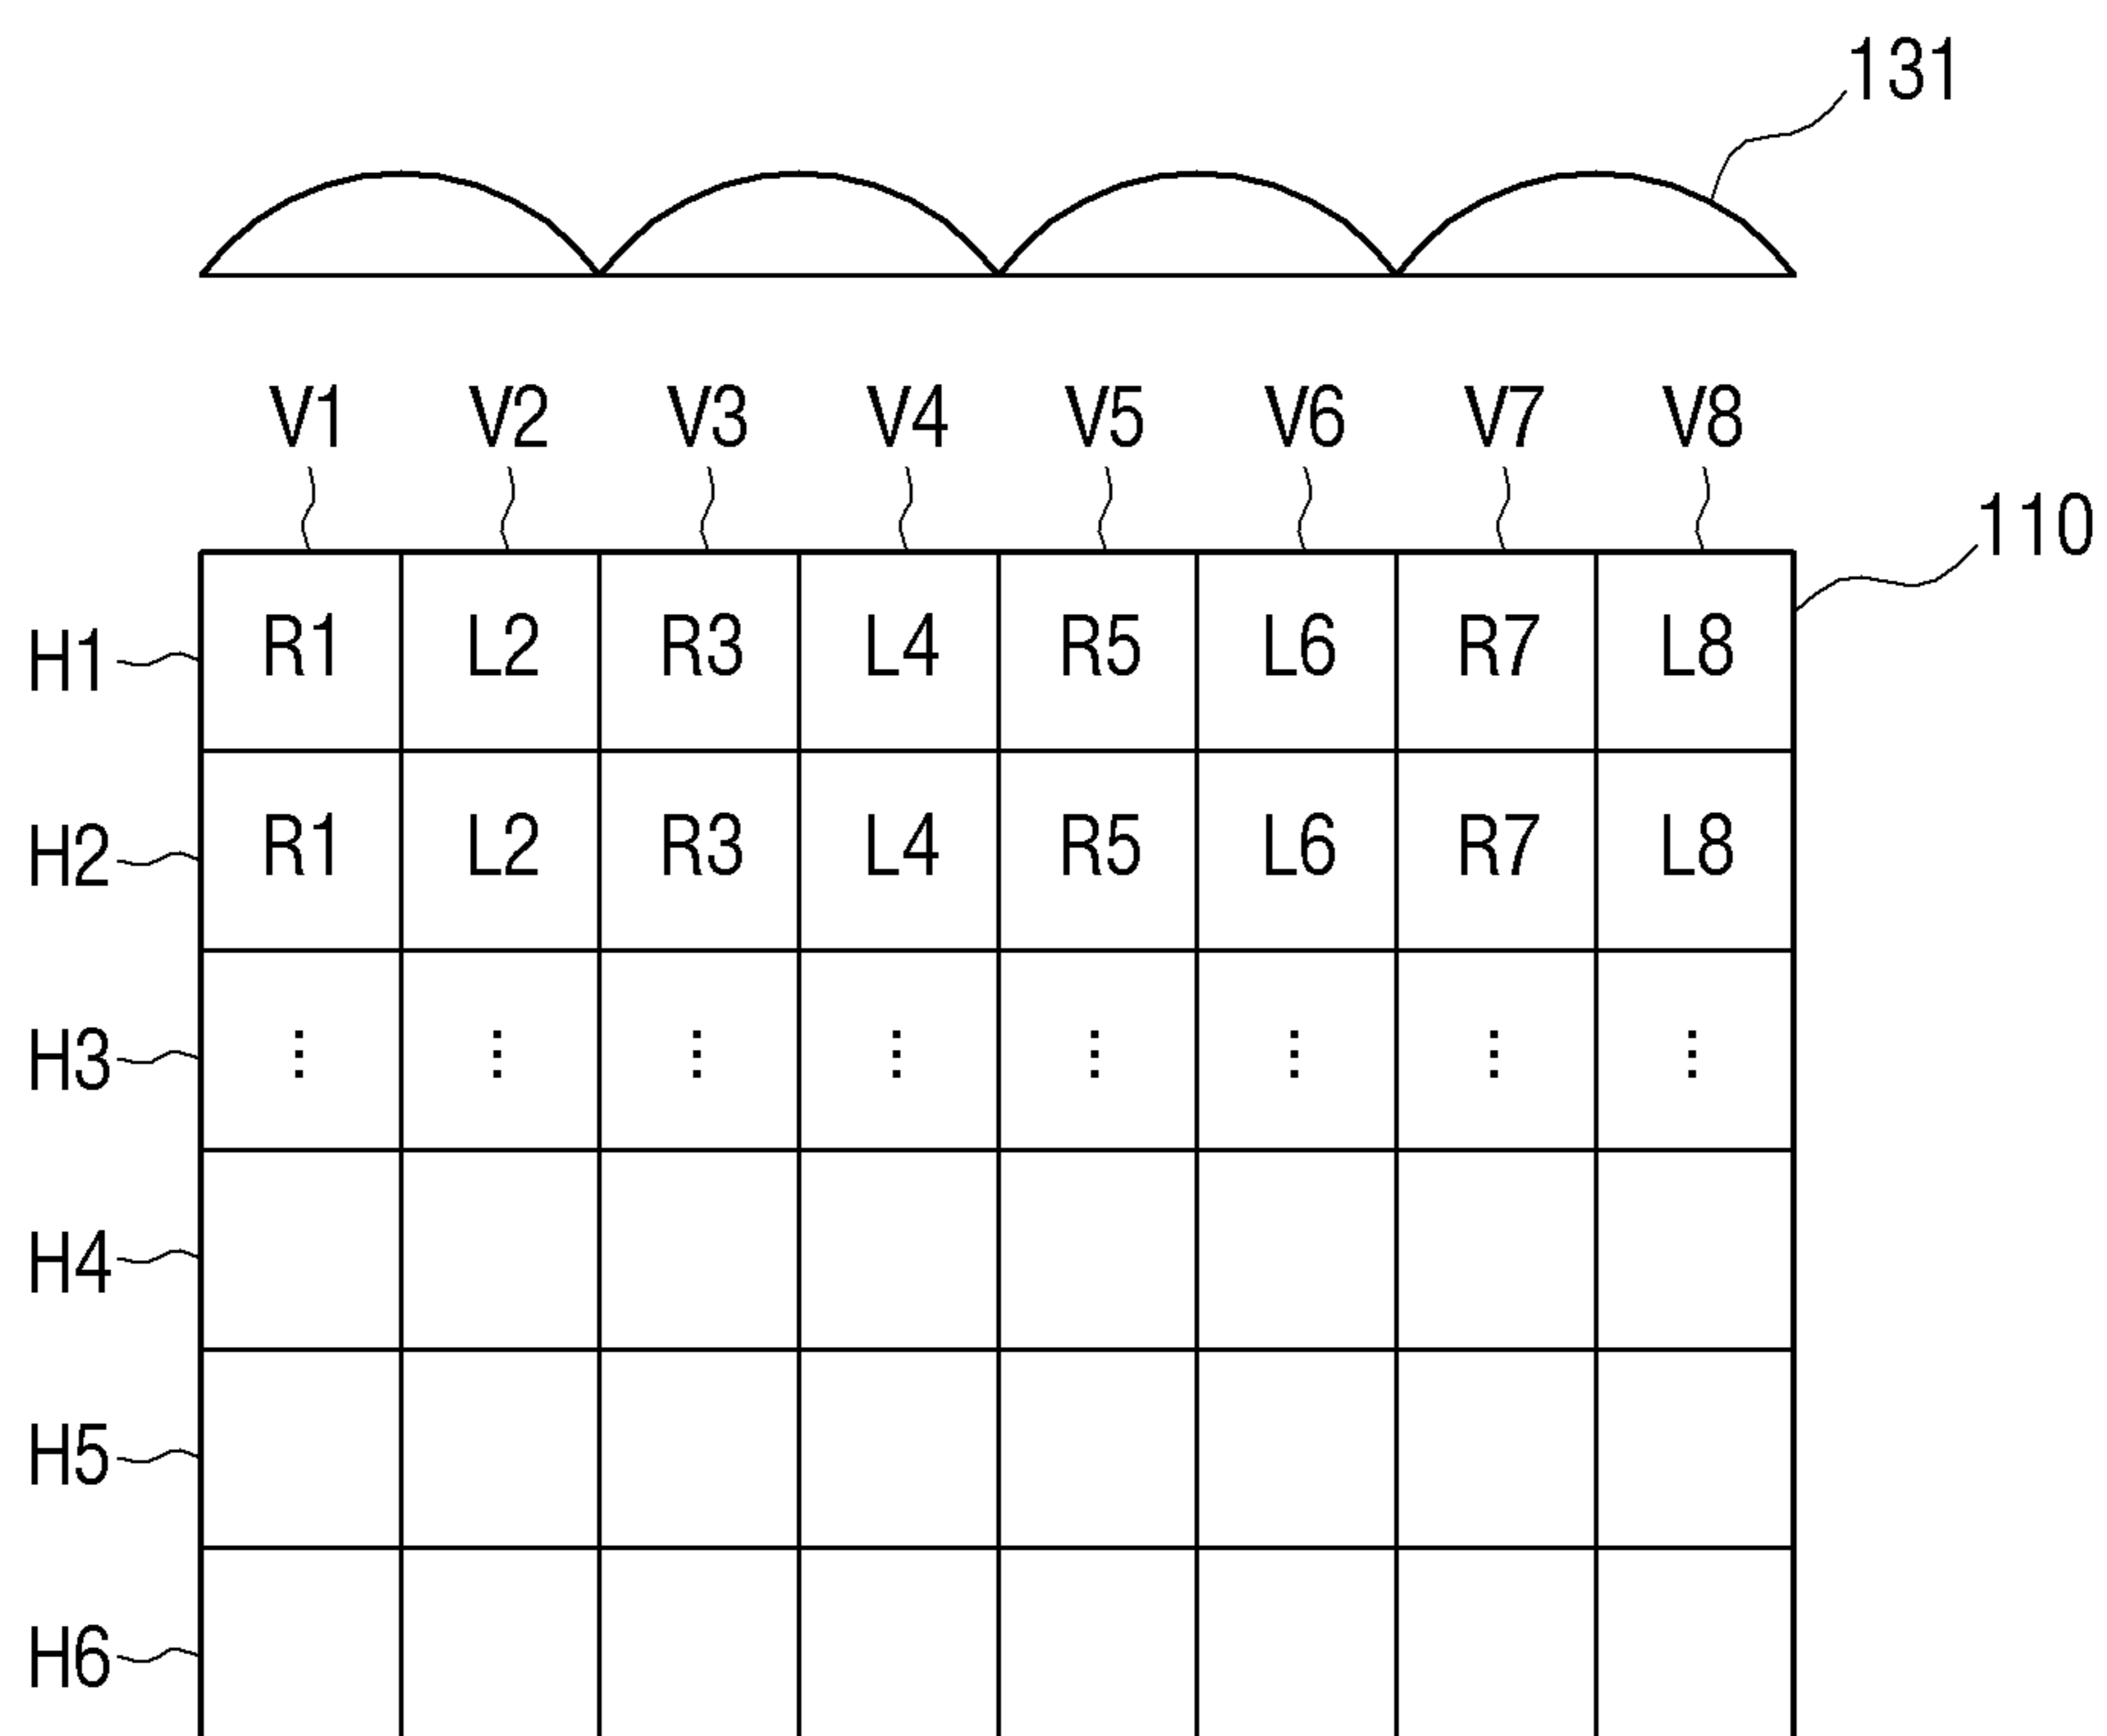 131
V1 V2 V3 V4 V5 V6 V7 V8
110
H1 R1 L2 R3 L4 R5 L6 R7 L8
H2 R1 L2 R3 L4 R5 L6 R7 L8
H3 ⋮ ⋮ ⋮ ⋮ ⋮ ⋮ ⋮ ⋮
H4
H5
H6